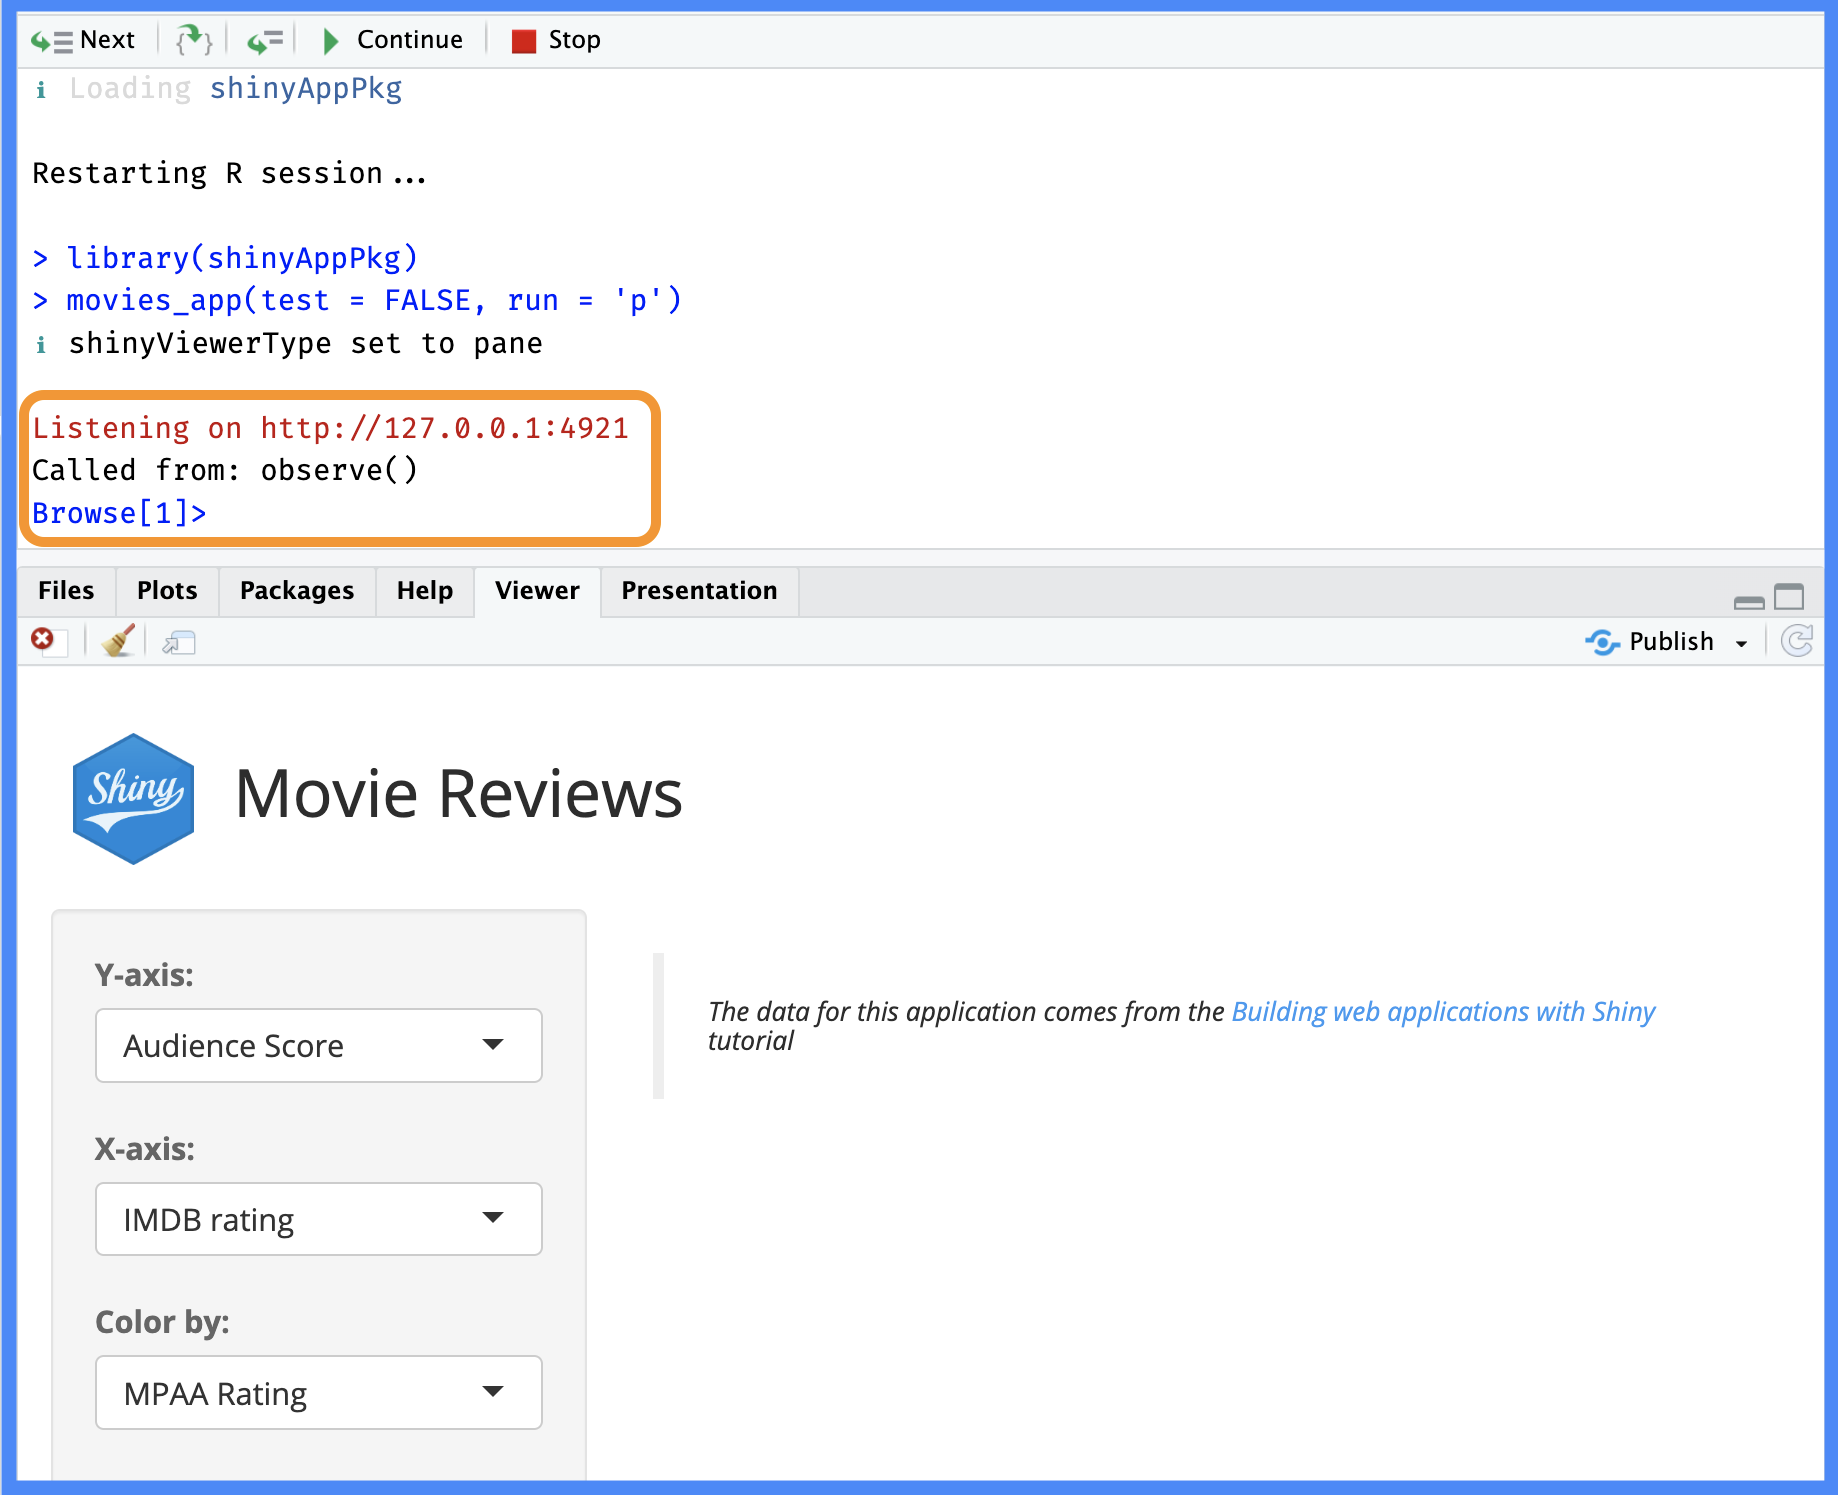 Next Continue Stop
i Loading shinyAppPkg
Restarting R session...
> library(shinyAppPkg)
> movies_app(test = FALSE, run = 'p')
i shinyViewerType set to pane
Listening on http://127.0.0.1:4921
Called from: observe()
Browse[1]>
Files Plots Packages Help Viewer Presentation
Publish
Shiny
Movie Reviews
Y-axis:
Audience Score
X-axis:
IMDB rating
Color by:
MPAA Rating
The data for this application comes from the Building web applications with Shiny
tutorial